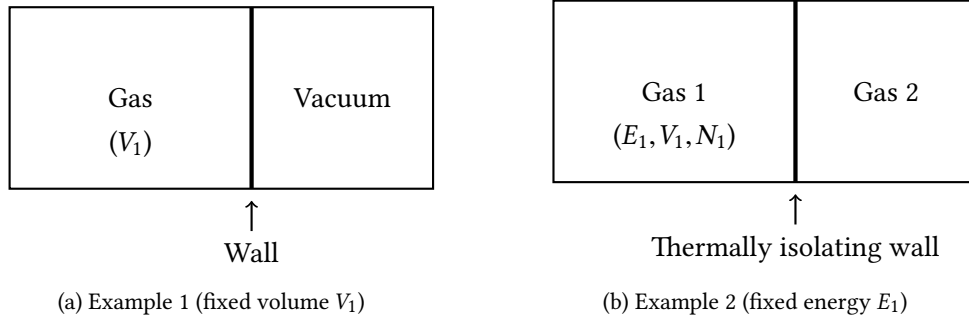 Gas
(V₁)
Vacuum
↑
Wall
(a) Example 1 (fixed volume V₁)
Gas 1
(E₁, V₁, N₁)
Gas 2
↑
Thermally isolating wall
(b) Example 2 (fixed energy E₁)